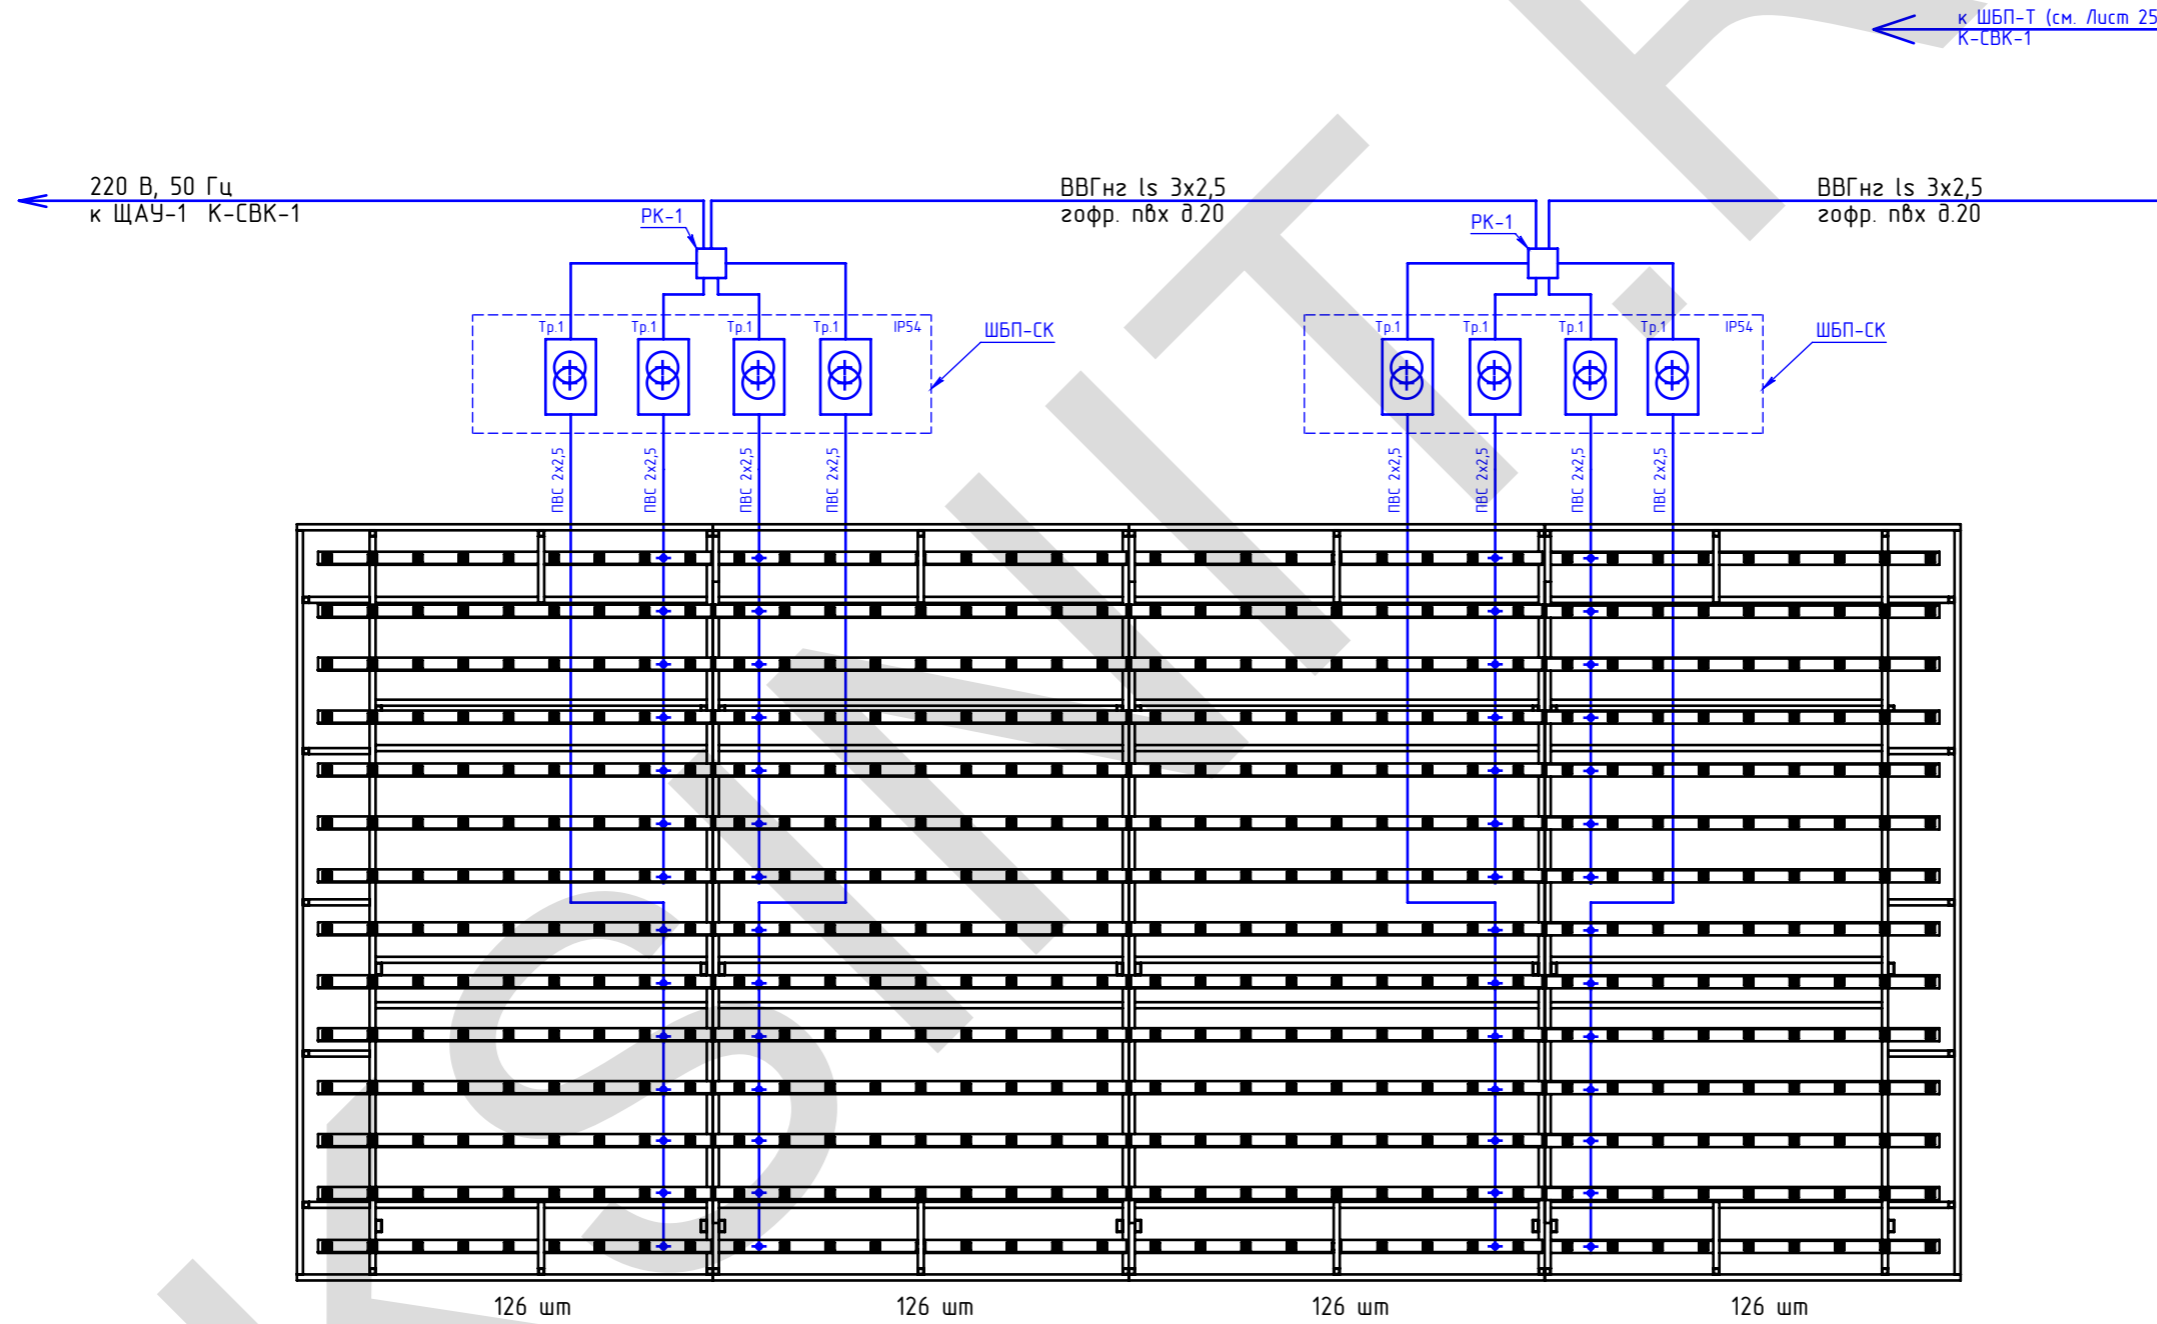 к ШБП-Т (см. Лист 25
К-СВК-1
220 В, 50 Гц
к ЩАУ-1 К-СВК-1
ВВГнг ls 3х2,5
гофр. пвх д.20
ВВГнг ls 3х2,5
гофр. пвх д.20
РК-1
РК-1
Тр.1 Тр.1 Тр.1 Тр.1 IP54
ШБП-СК
Тр.1 Тр.1 Тр.1 Тр.1 IP54
ШБП-СК
ПВС 2х2,5
ПВС 2х2,5
ПВС 2х2,5
ПВС 2х2,5
ПВС 2х2,5
ПВС 2х2,5
ПВС 2х2,5
ПВС 2х2,5
126 шт 126 шт 126 шт 126 шт